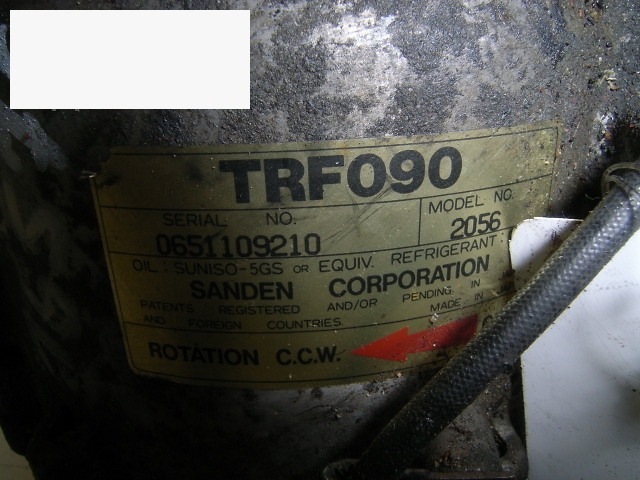 TRF090
SERIAL NO.
MODEL NO.
0651109210
2056
OIL: SUNISO-5GS OR EQUIV. REFRIGERANT:
SANDEN CORPORATION
PATENTS REGISTERED AND/OR PENDING IN
AND FOREIGN COUNTRIES. MADE IN
ROTATION C.C.W.